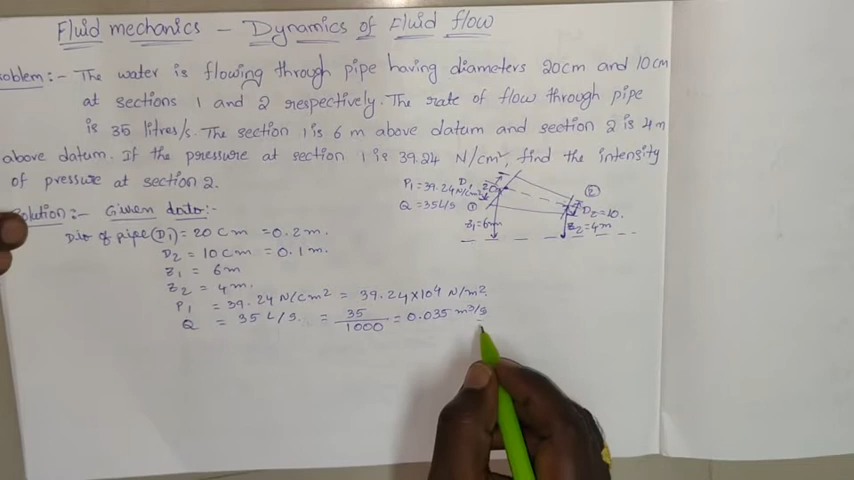 Fluid mechanics - Dynamics of Fluid flow
oblem :- The water is flowing through pipe having diameters 20cm and 10cm
at sections 1 and 2 respectively. The rate of flow through pipe
is 35 litres/s. The section 1 is 6 m above datum and section 2 is 4m
above datum. If the pressure at section 1 is 39.24 N/cm², find the intensity
of pressure at section 2.
P1 = 39.24 N/cm²
Q = 35L/s
①
②
z1=6m
D2=10.
z2=4m
Solution :- Given data :-
Dia of pipe (D1) = 20 cm = 0.2 m.
D2 = 10 cm = 0.1 m.
z1 = 6m
z2 = 4m.
P1 = 39.24 N/cm² = 39.24×10⁴ N/m².
Q = 35 L/s. = 35/1000 = 0.035 m³/s